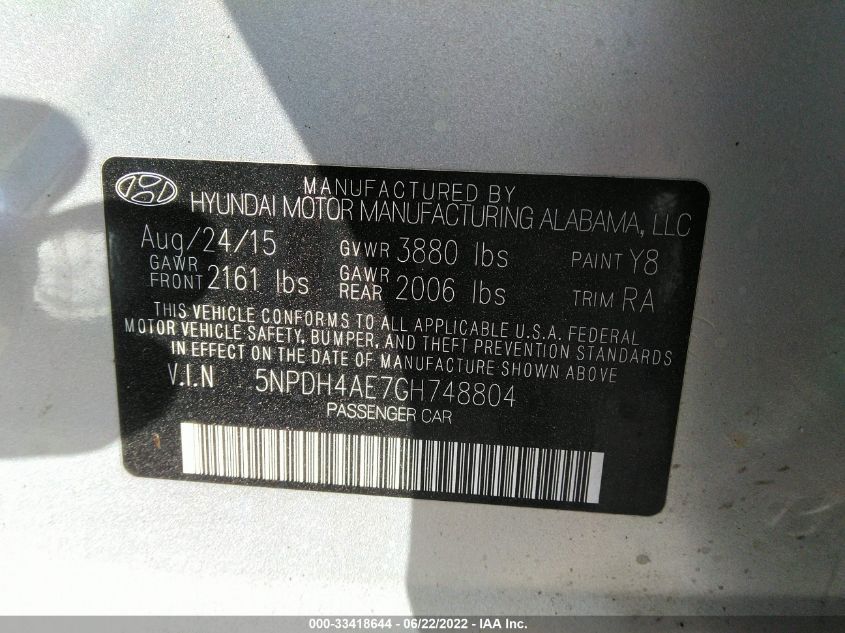 MANUFACTURED BY
HYUNDAI MOTOR MANUFACTURING ALABAMA, LLC
Aug/24/15 GVWR 3880 lbs PAINT Y8
GAWR FRONT 2161 lbs GAWR REAR 2006 lbs TRIM RA
THIS VEHICLE CONFORMS TO ALL APPLICABLE U.S.A. FEDERAL
MOTOR VEHICLE SAFETY, BUMPER, AND THEFT PREVENTION STANDARDS
IN EFFECT ON THE DATE OF MANUFACTURE SHOWN ABOVE
V.I.N 5NPDH4AE7GH748804
PASSENGER CAR
000-33418644 - 06/22/2022 - IAA Inc.